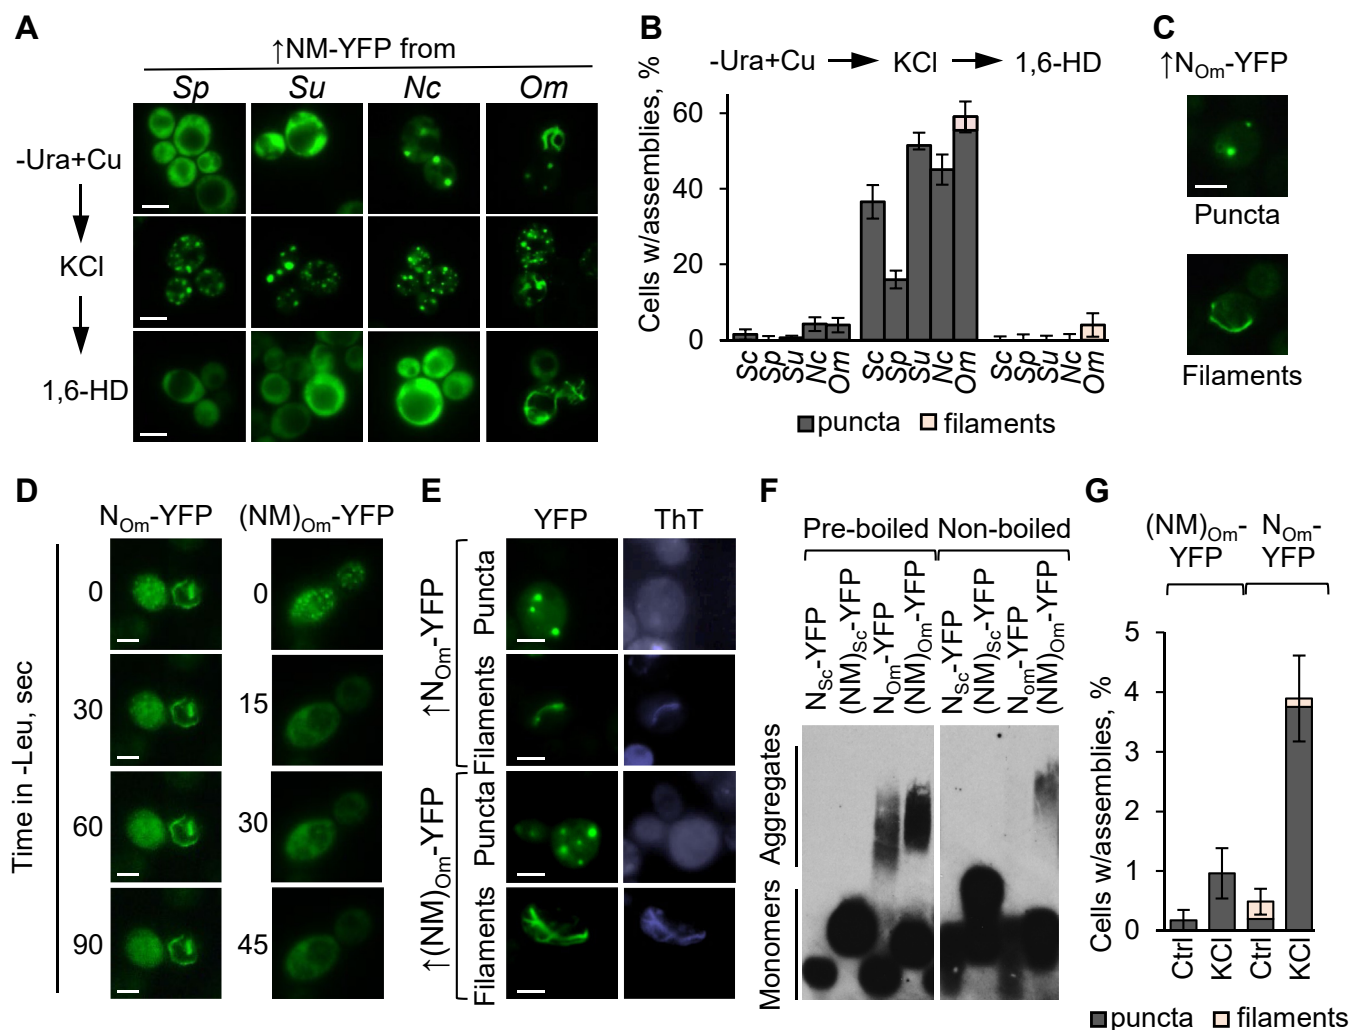 A
↑NM-YFP from
Sp Su Nc Om
-Ura+Cu
KCl
1,6-HD
B
-Ura+Cu KCl 1,6-HD
Cells w/assemblies, %
60
40
20
0
Sc Sp Su Nc Om Sc Sp Su Nc Om Sc Sp Su Nc Om
puncta filaments
C
↑NOm-YFP
Puncta
Filaments
D
NOm-YFP (NM)Om-YFP
Time in -Leu, sec
0 0
30 15
60 30
90 45
E
YFP ThT
↑NOm-YFP
Puncta
Filaments
↑(NM)Om-YFP
Puncta
Filaments
F
Pre-boiled Non-boiled
NSc-YFP
(NM)Sc-YFP
NOm-YFP
(NM)Om-YFP
NSc-YFP
(NM)Sc-YFP
Nom-YFP
(NM)Om-YFP
Aggregates
Monomers
G
(NM)Om-
YFP
NOm-
YFP
Cells w/assemblies, %
5
4
3
2
1
0
Ctrl KCl Ctrl KCl
puncta filaments